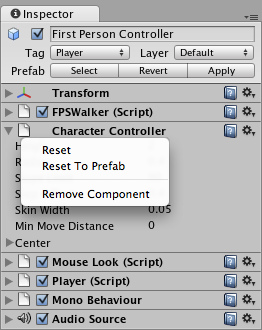 Inspector
First Person Controller
Tag Player Layer Default
Prefab Select Revert Apply
Transform
FPSWalker (Script)
Character Controller
Reset
Reset To Prefab
Remove Component
Skin Width 0.05
Min Move Distance 0
Center
Mouse Look (Script)
Player (Script)
Mono Behaviour
Audio Source